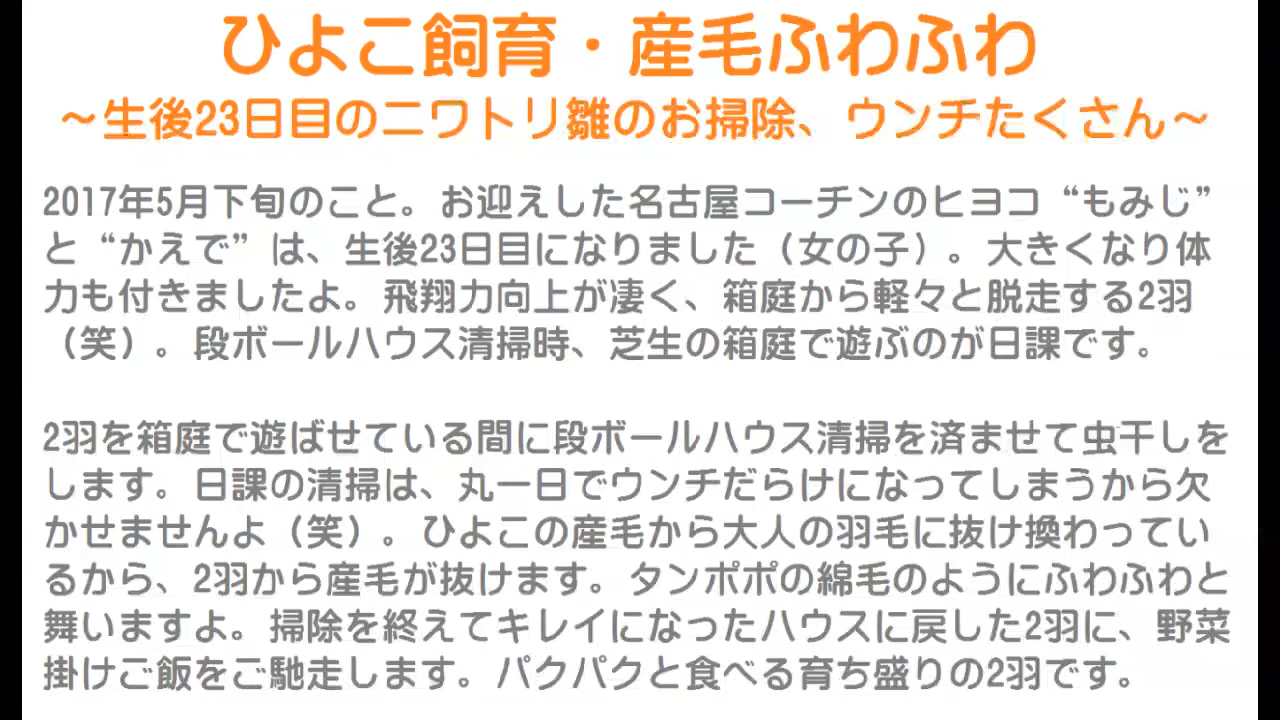 ひよこ飼育・産毛ふわふわ
～生後23日目のニワトリ雛のお掃除、ウンチたくさん～
2017年5月下旬のこと。お迎えした名古屋コーチンのヒヨコ“もみじ”
と“かえで”は、生後23日目になりました（女の子）。大きくなり体
力も付きましたよ。飛翔力向上が凄く、箱庭から軽々と脱走する2羽
（笑）。段ボールハウス清掃時、芝生の箱庭で遊ぶのが日課です。
2羽を箱庭で遊ばせている間に段ボールハウス清掃を済ませて虫干しを
します。日課の清掃は、丸一日でウンチだらけになってしまうから欠
かせませんよ（笑）。ひよこの産毛から大人の羽毛に抜け換わってい
るから、2羽から産毛が抜けます。タンポポの綿毛のようにふわふわと
舞いますよ。掃除を終えてキレイになったハウスに戻した2羽に、野菜
掛けご飯をご馳走します。パクパクと食べる育ち盛りの2羽です。